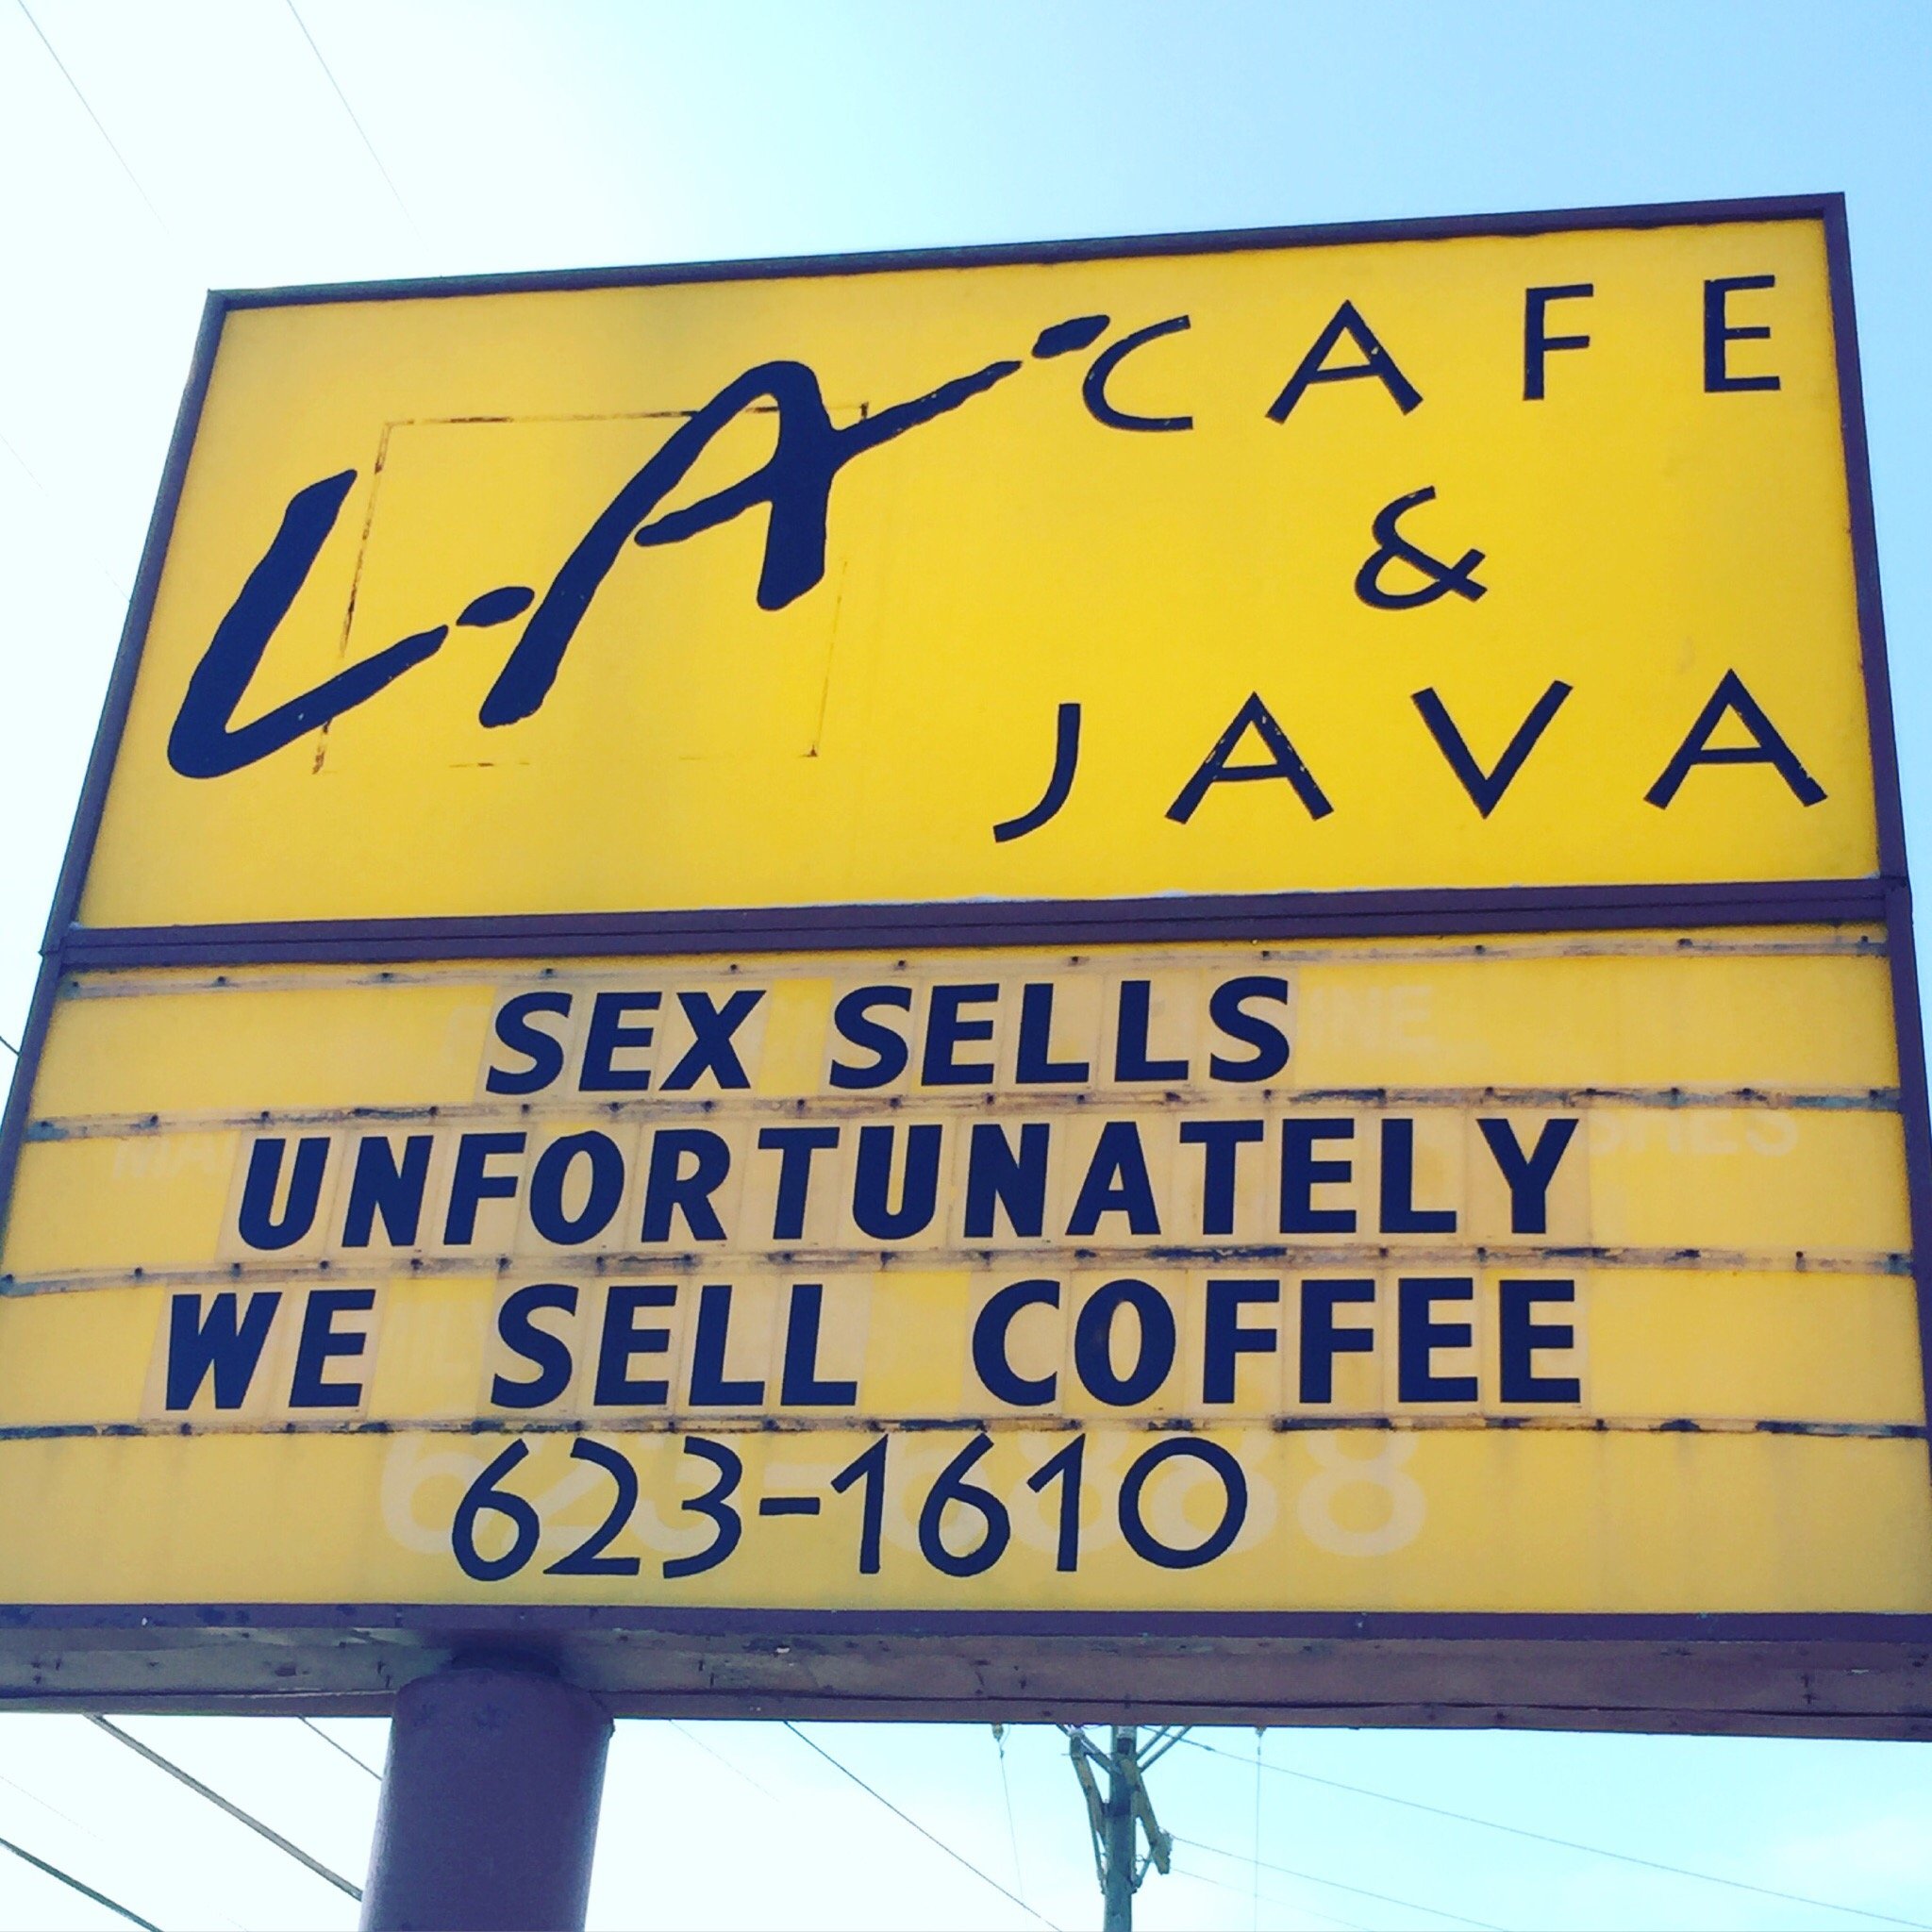 L.A. CAFE
&
JAVA
SEX SELLS
UNFORTUNATELY
WE SELL COFFEE
623-1610